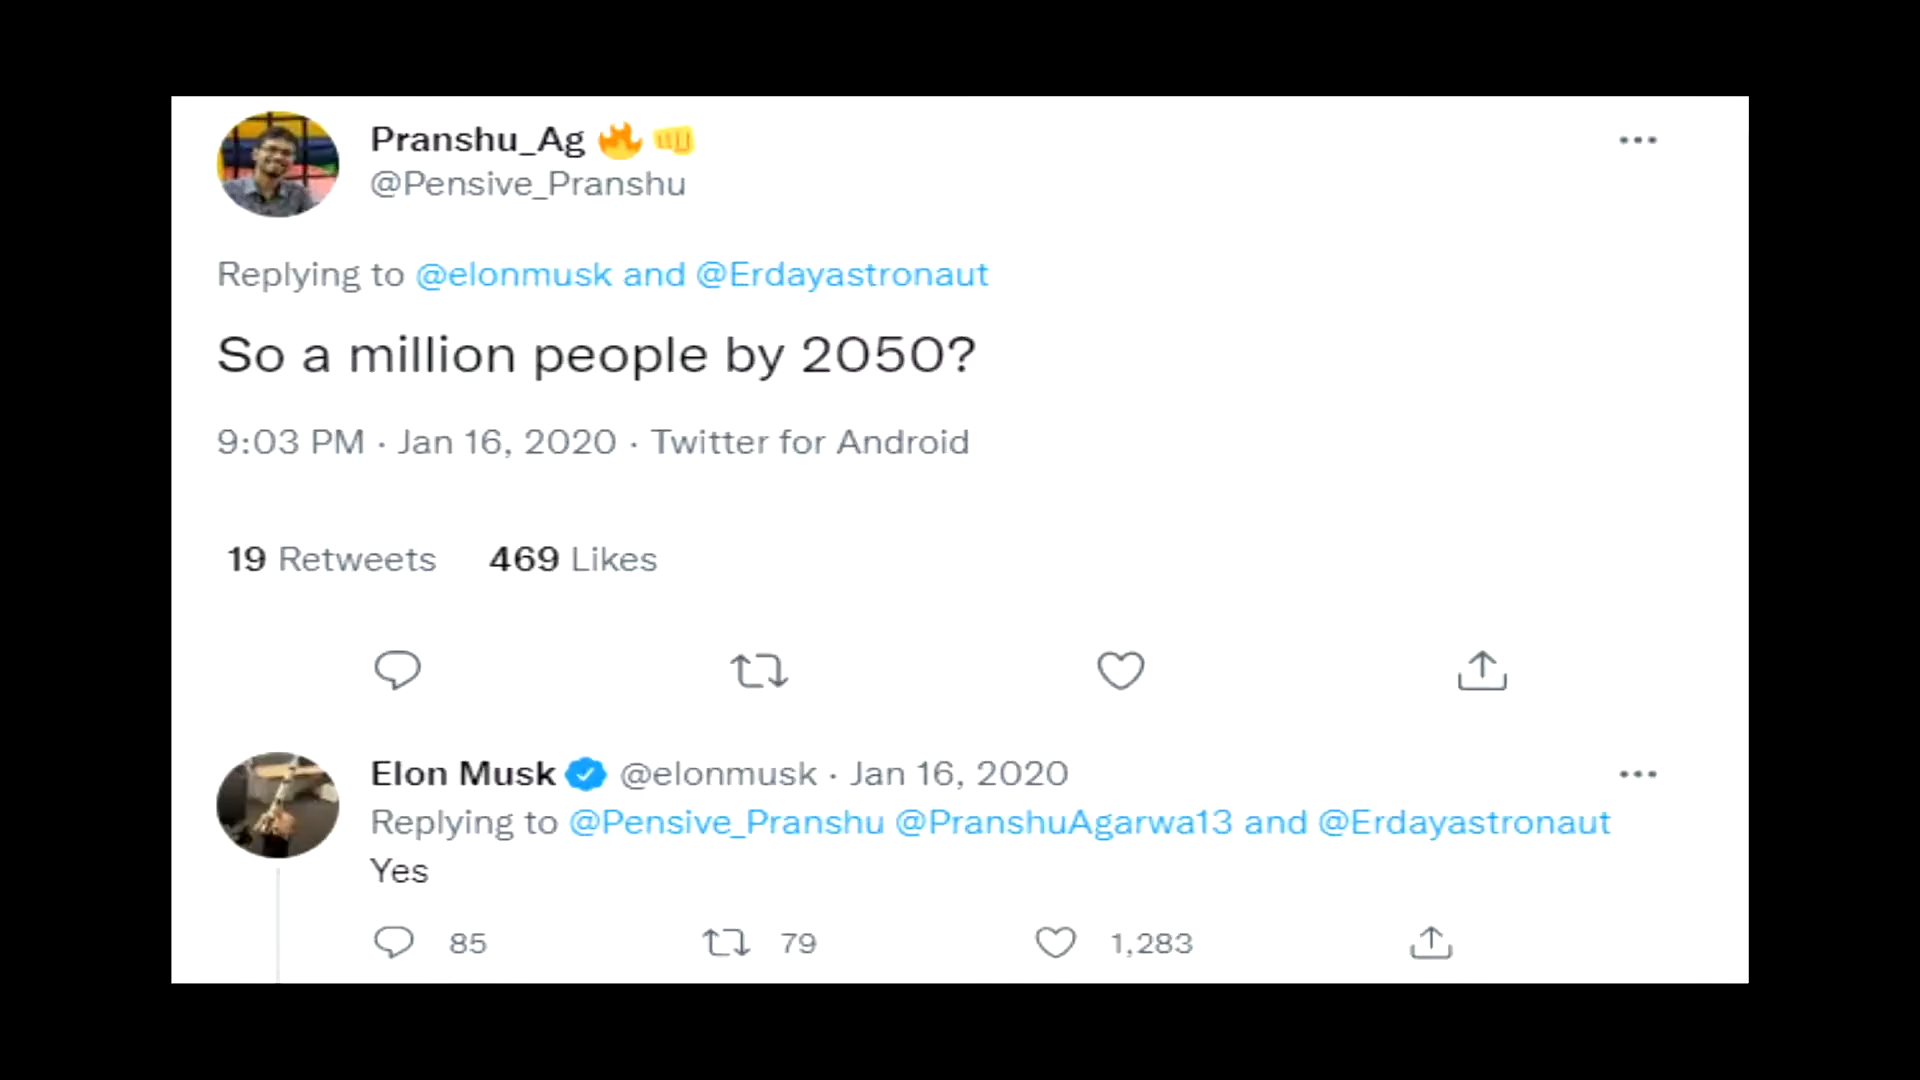 Pranshu_Ag 🔥👊
@Pensive_Pranshu
Replying to @elonmusk and @Erdayastronaut
So a million people by 2050?
9:03 PM · Jan 16, 2020 · Twitter for Android
19 Retweets 469 Likes
Elon Musk @elonmusk · Jan 16, 2020
Replying to @Pensive_Pranshu @PranshuAgarwa13 and @Erdayastronaut
Yes
85 79 1,283